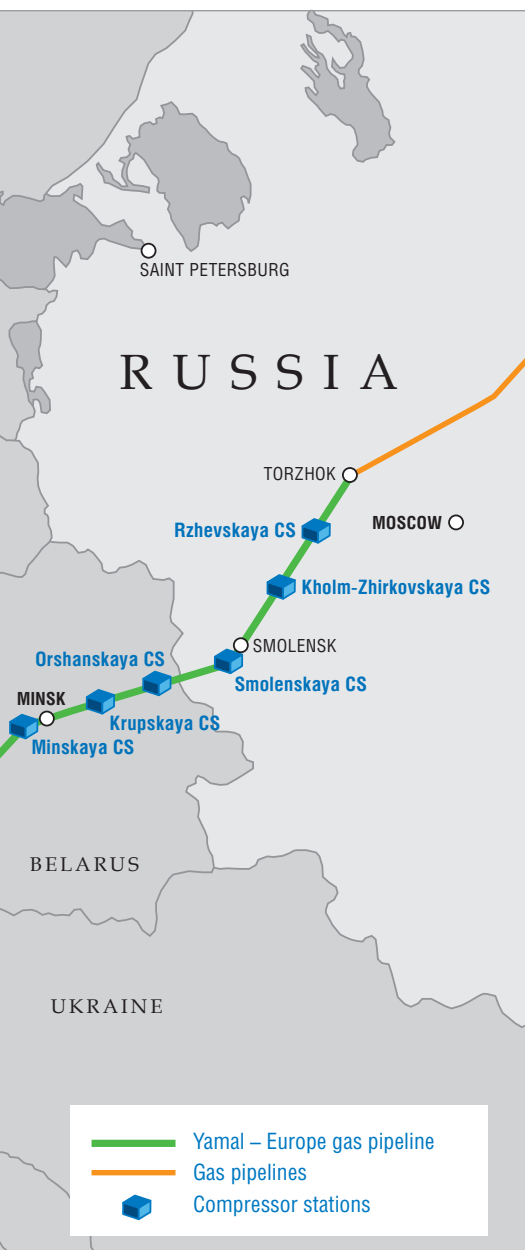 SAINT PETERSBURG
RUSSIA
TORZHOK
MOSCOW
Rzhevskaya CS
Kholm-Zhirkovskaya CS
SMOLENSK
Orshanskaya CS
Smolenskaya CS
MINSK
Krupskaya CS
Minskaya CS
BELARUS
UKRAINE
Yamal – Europe gas pipeline
Gas pipelines
Compressor stations